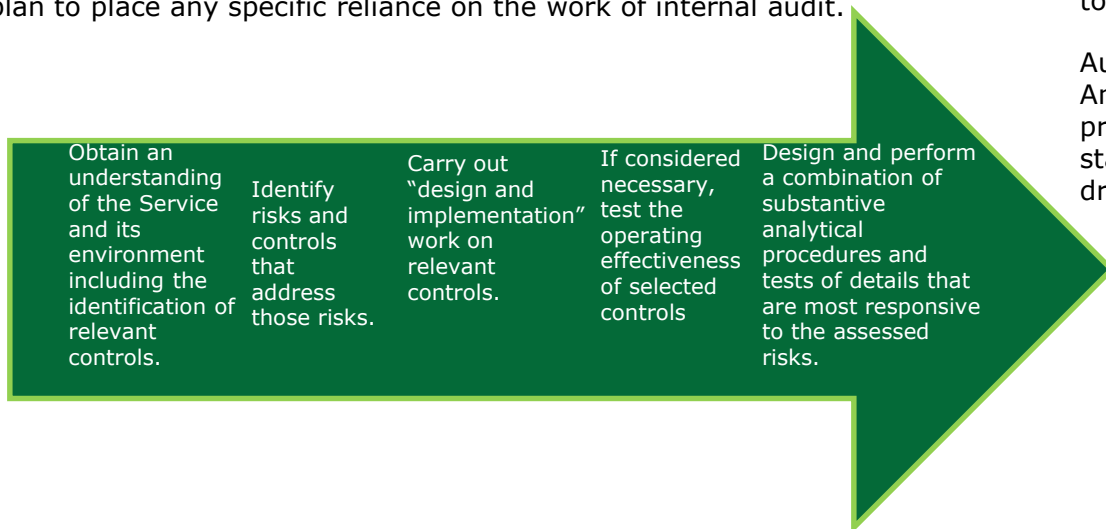 plan to place any specific reliance on the work of internal audit.
Obtain an
understanding
of the Service
and its
environment
including the
identification of
relevant
controls.
Identify
risks and
controls
that
address
those risks.
Carry out
“design and
implementation”
work on
relevant
controls.
If considered
necessary,
test the
operating
effectiveness
of selected
controls
Design and perform
a combination of
substantive
analytical
procedures and
tests of details that
are most responsive
to the assessed
risks.